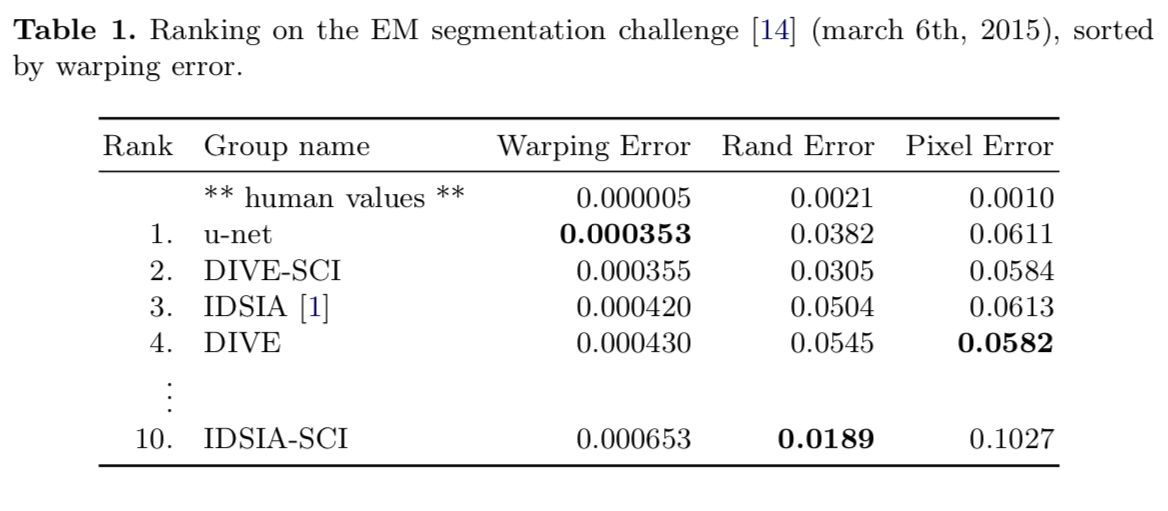 Table 1. Ranking on the EM segmentation challenge [14] (march 6th, 2015), sorted
by warping error.
Rank Group name Warping Error Rand Error Pixel Error
** human values ** 0.000005 0.0021 0.0010
1. u-net 0.000353 0.0382 0.0611
2. DIVE-SCI 0.000355 0.0305 0.0584
3. IDSIA [1] 0.000420 0.0504 0.0613
4. DIVE 0.000430 0.0545 0.0582
⋮
10. IDSIA-SCI 0.000653 0.0189 0.1027